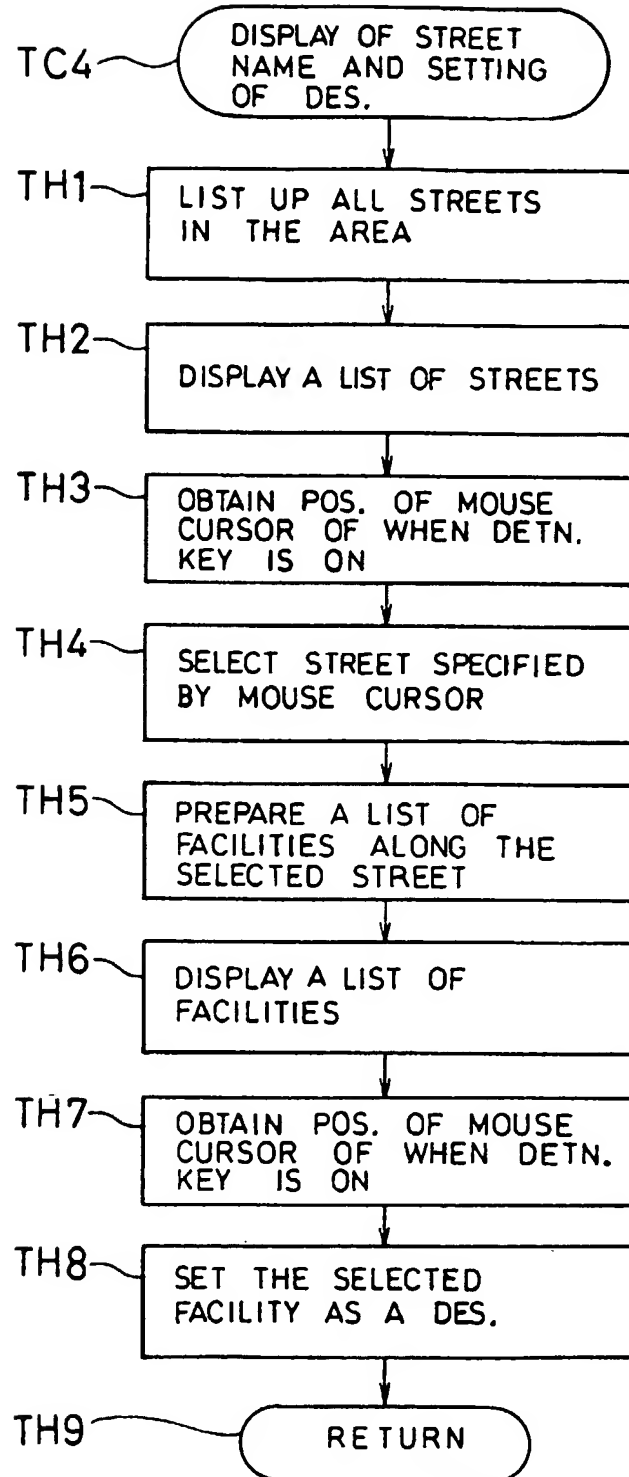 TC4
DISPLAY OF STREET
NAME AND SETTING
OF DES.
TH1
LIST UP ALL STREETS
IN THE AREA
TH2
DISPLAY A LIST OF STREETS
TH3
OBTAIN POS. OF MOUSE
CURSOR OF WHEN DETN.
KEY IS ON
TH4
SELECT STREET SPECIFIED
BY MOUSE CURSOR
TH5
PREPARE A LIST OF
FACILITIES ALONG THE
SELECTED STREET
TH6
DISPLAY A LIST OF
FACILITIES
TH7
OBTAIN POS. OF MOUSE
CURSOR OF WHEN DETN.
KEY IS ON
TH8
SET THE SELECTED
FACILITY AS A DES.
TH9
RETURN